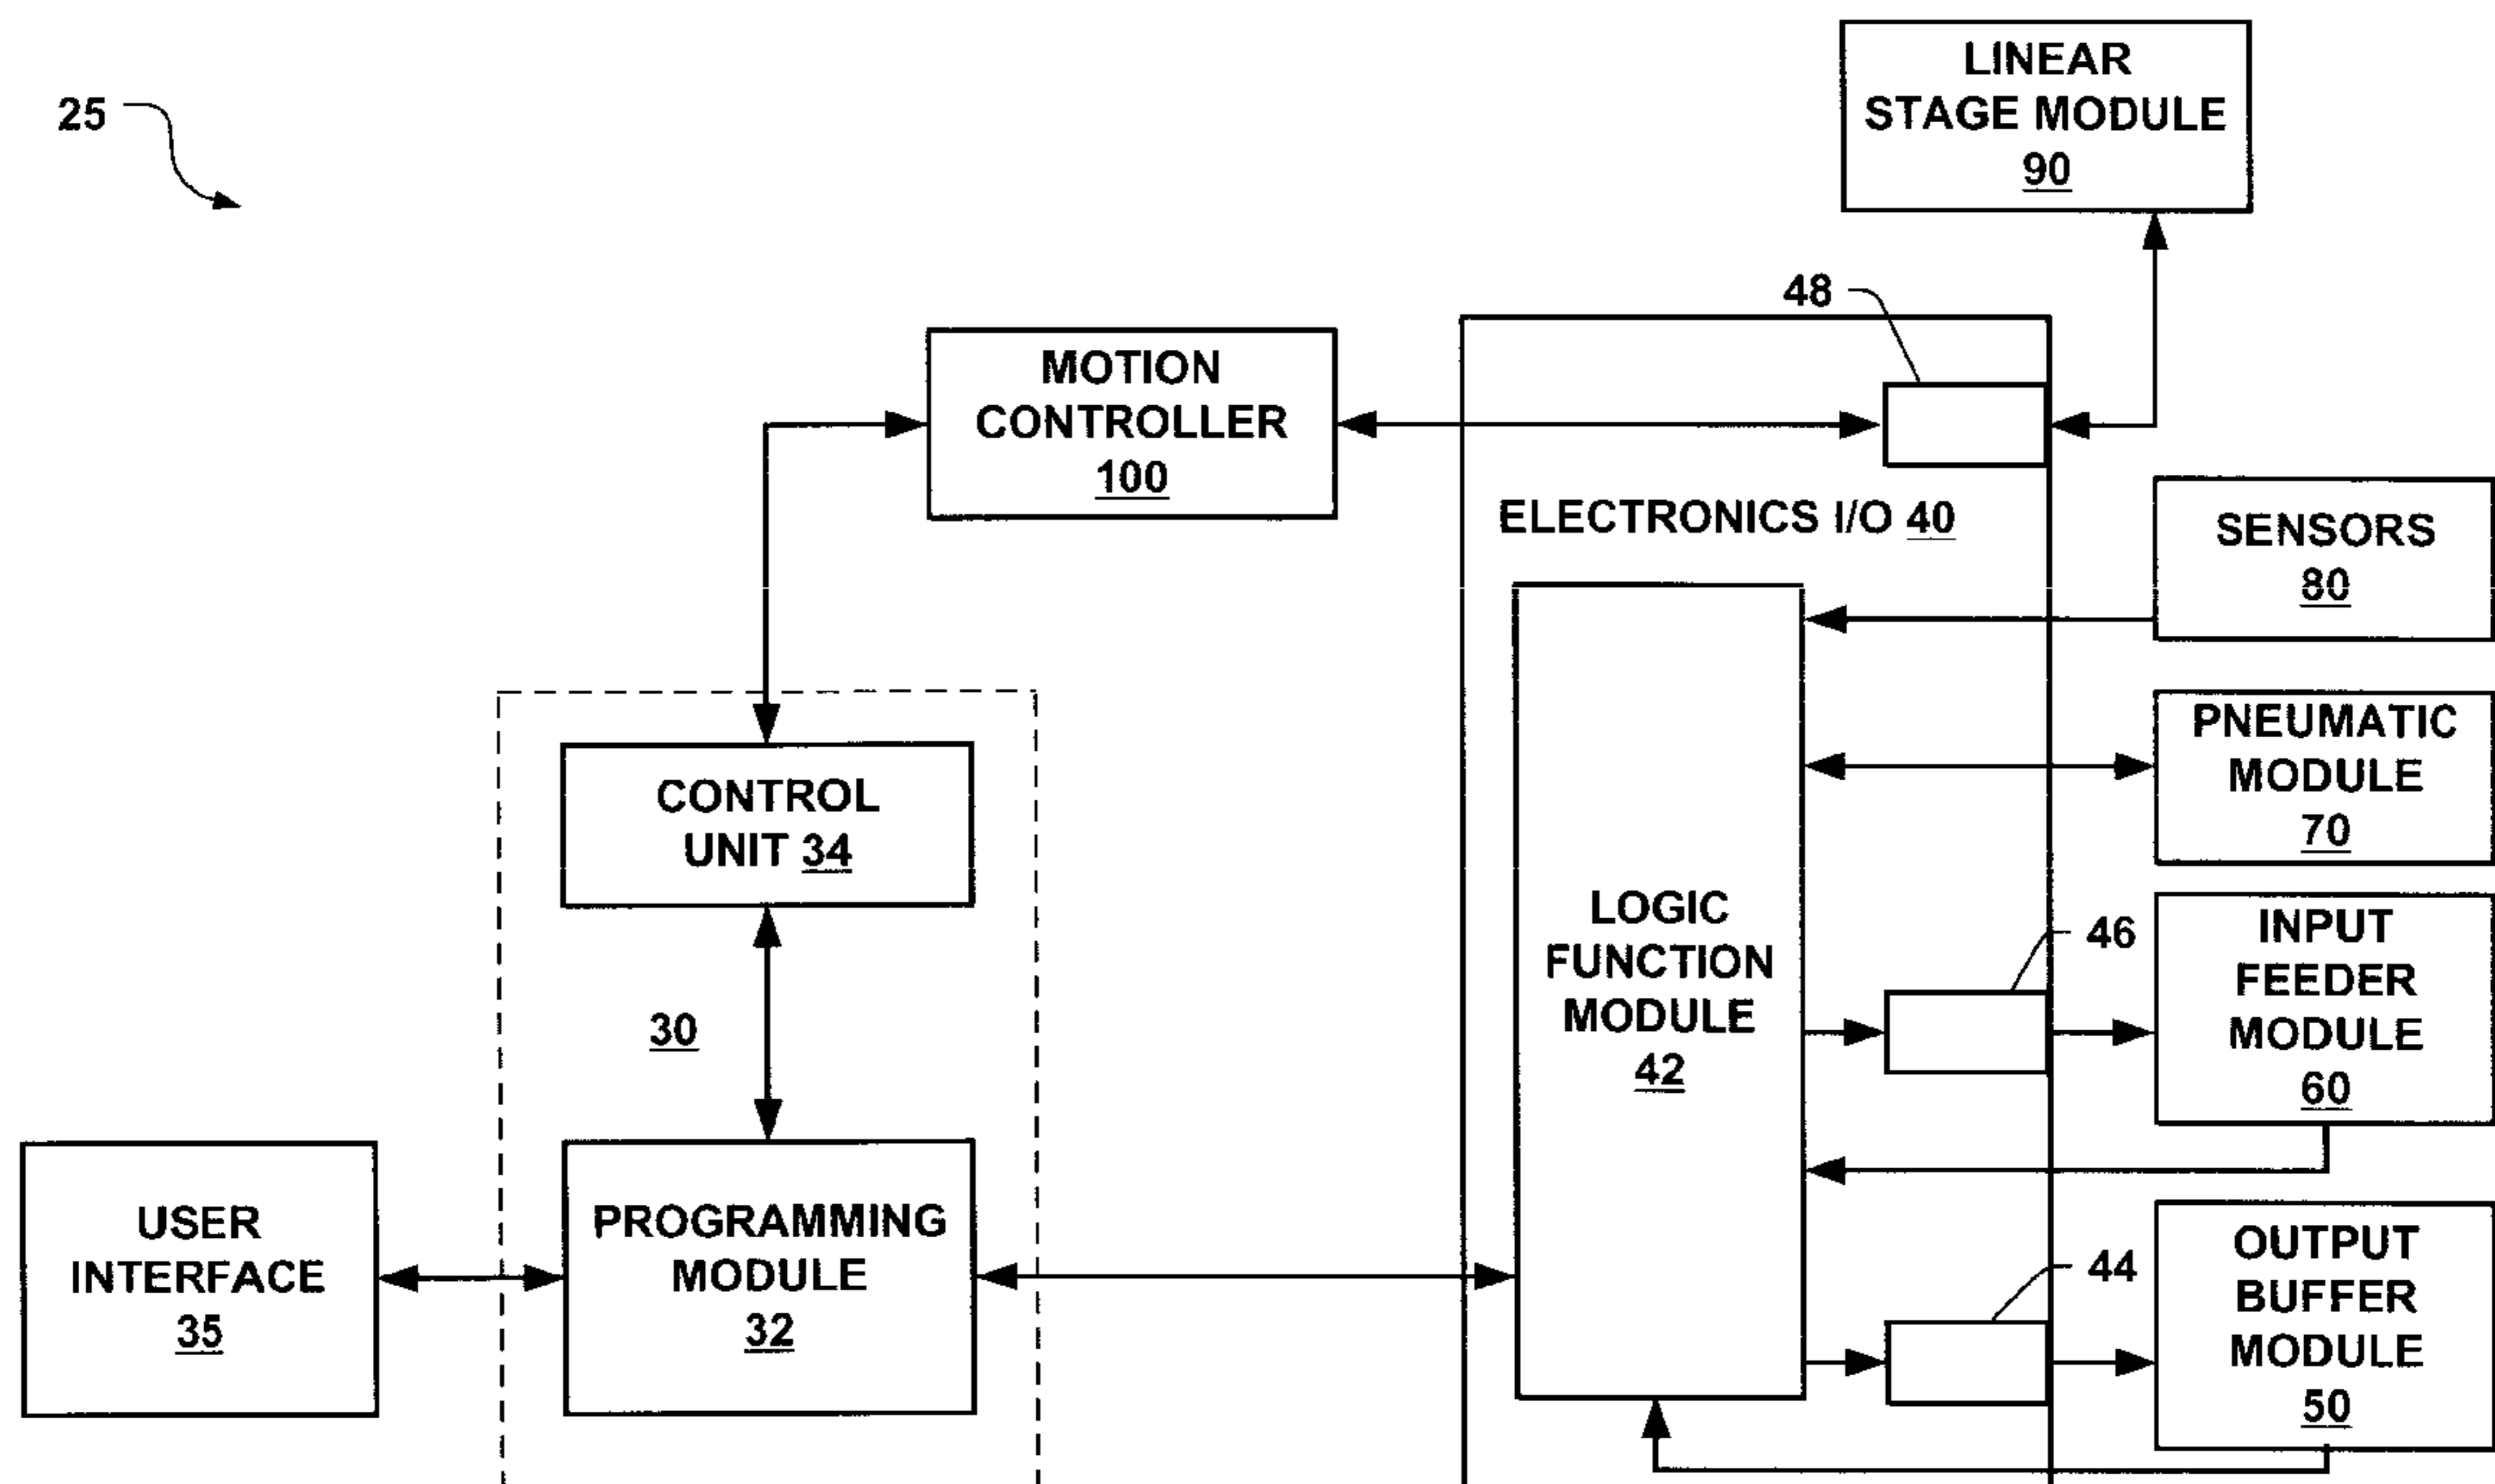 LINEAR
STAGE MODULE
90
25
48
MOTION
CONTROLLER
100
ELECTRONICS I/O 40
SENSORS
80
PNEUMATIC
MODULE
70
CONTROL
UNIT 34
LOGIC
FUNCTION
MODULE
42
46
INPUT
FEEDER
MODULE
60
30
USER
INTERFACE
35
PROGRAMMING
MODULE
32
44
OUTPUT
BUFFER
MODULE
50